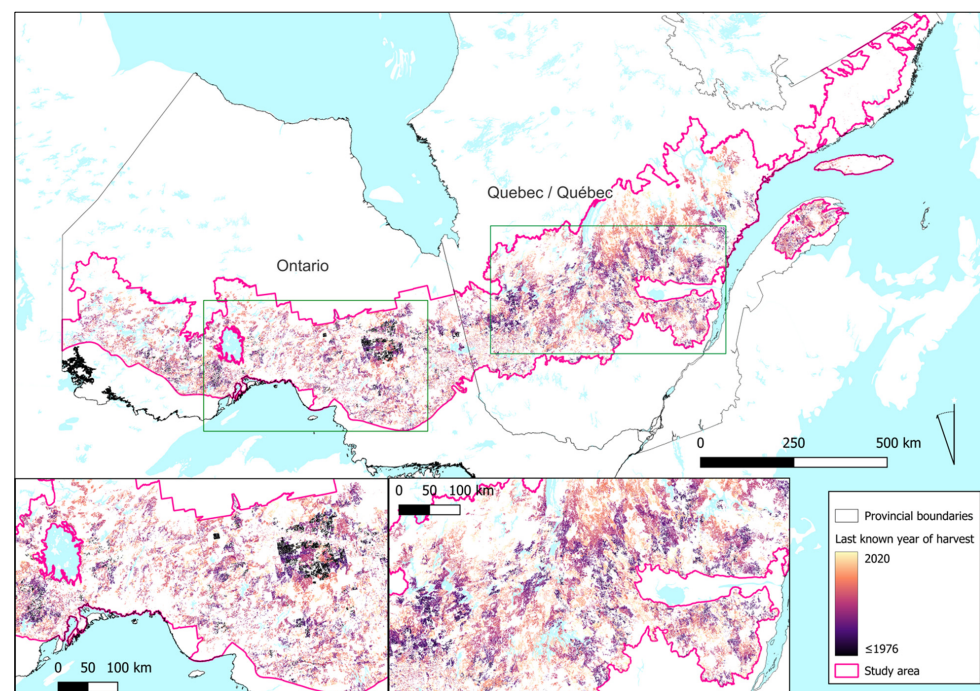 Quebec / Québec
Ontario
0 250 500 km
0 50 100 km
0 50 100 km
Provincial boundaries
Last known year of harvest
2020
≤1976
Study area